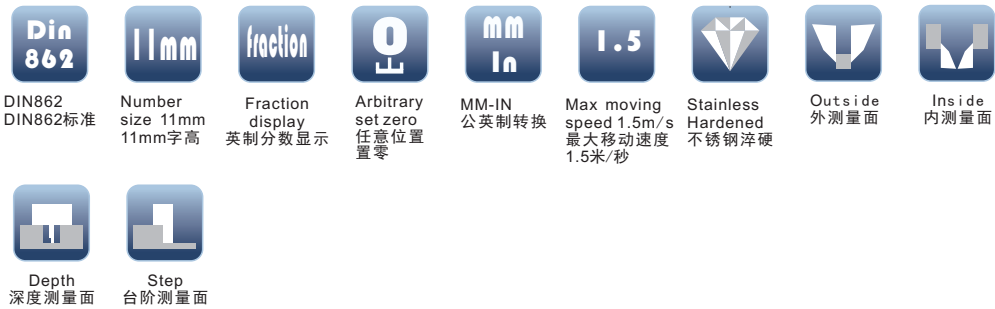 Din
862
11mm
fraction
0
mm
In
1.5
DIN862
DIN862标准
Number
size 11mm
11mm字高
Fraction
display
英制分数显示
Arbitrary
set zero
任意位置
置零
MM-IN
公英制转换
Max moving
speed 1.5m/s
最大移动速度
1.5米/秒
Stainless
Hardened
不锈钢淬硬
Outside
外测量面
Inside
内测量面
Depth
深度测量面
Step
台阶测量面